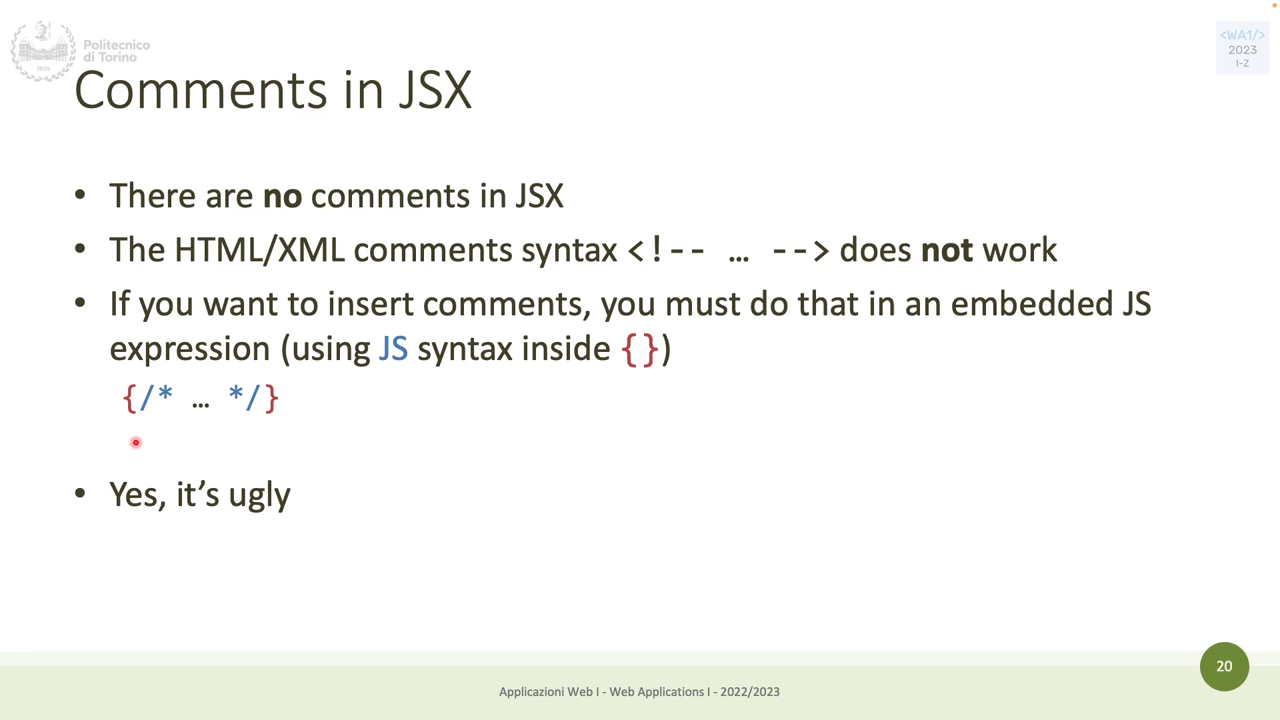 Politecnico
di Torino
1859
<WA1/>
2023
I-Z
Comments in JSX
• There are no comments in JSX
• The HTML/XML comments syntax <!-- … --> does not work
• If you want to insert comments, you must do that in an embedded JS
expression (using JS syntax inside {})
{/* … */}
• Yes, it’s ugly
20
Applicazioni Web I - Web Applications I - 2022/2023